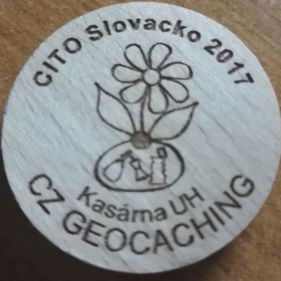 CITO Slovacko 2017
Kasárna UH
CZ GEOCACHING